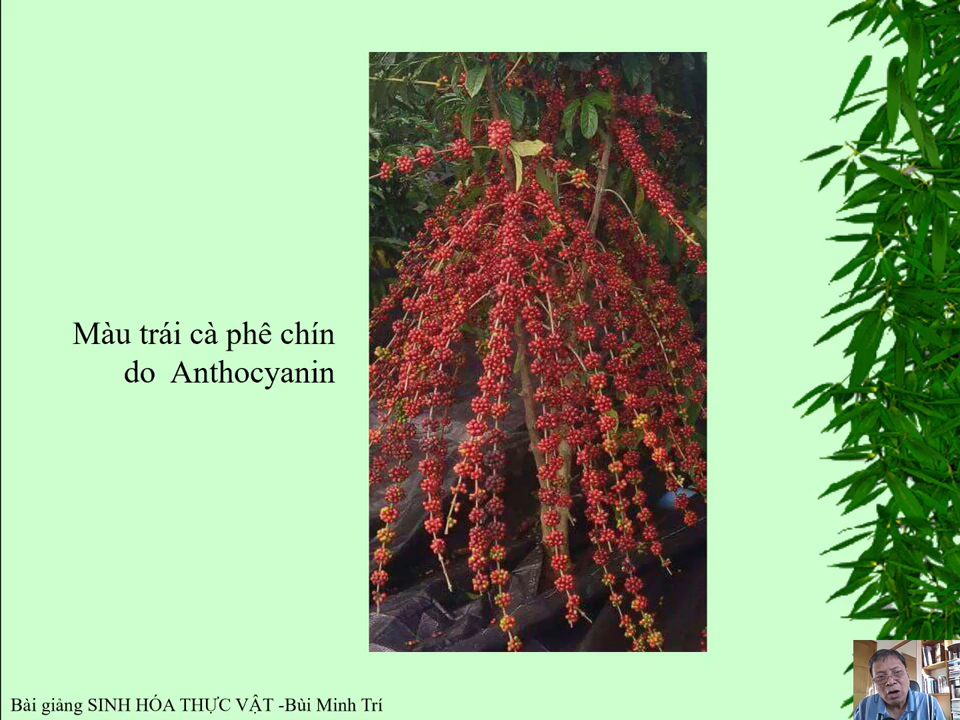 Màu trái cà phê chín
do Anthocyanin
Bài giảng SINH HÓA THỰC VẬT -Bùi Minh Trí